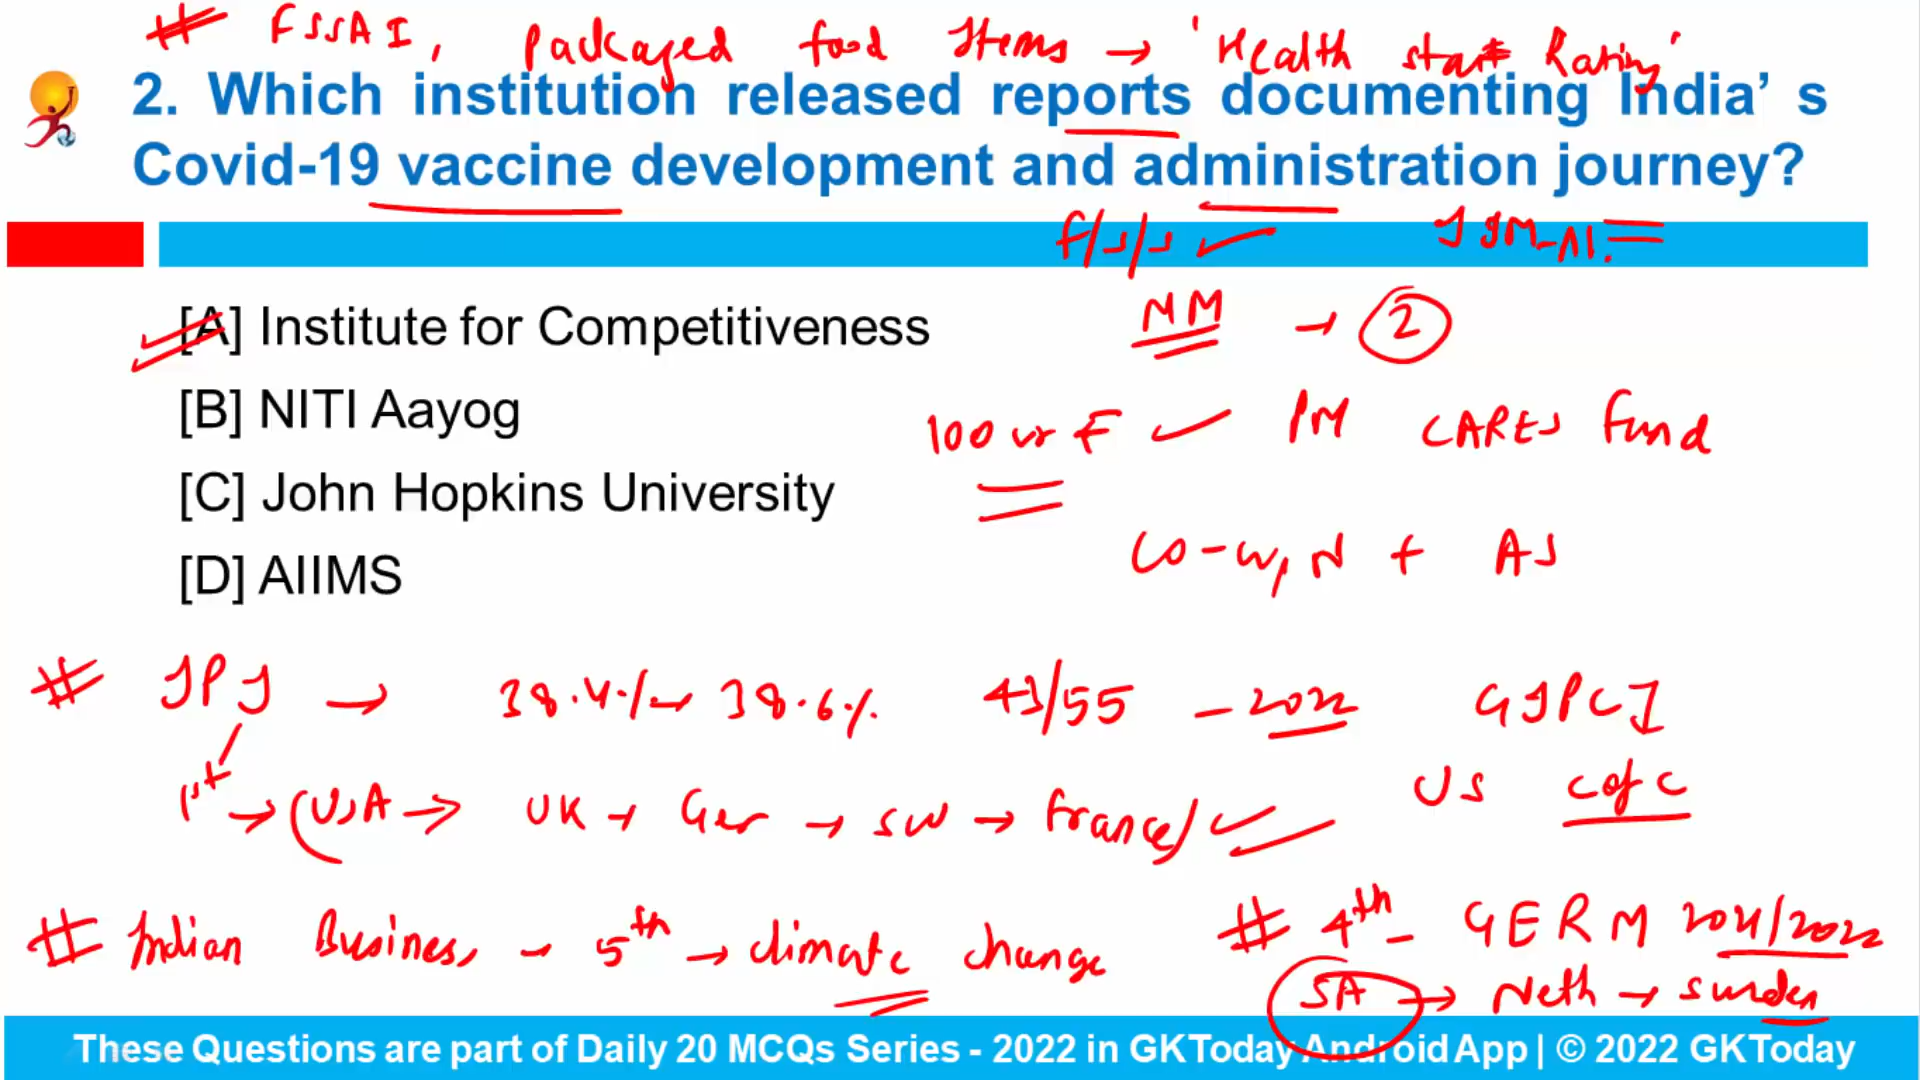 # FSSAI, Packaged food Items → 'Health start Rating'
2. Which institution released reports documenting India’ s
Covid-19 vaccine development and administration journey?
F/S/S
[A] Institute for Competitiveness
NM → 2
[B] NITI Aayog
100 cr F PM CARES Fund
[C] John Hopkins University
Co-WIN + AS
[D] AIIMS
# IPI → 38.4% → 38.6% 43/55 - 2022 GIPC I
1st → USA → UK → Ger → SW → France US C of C
# Indian Business - 5th → climate change
# 4th - GERM 2021/2022
SA → Neth → Sweden
These Questions are part of Daily 20 MCQs Series - 2022 in GKToday Android App | © 2022 GKToday